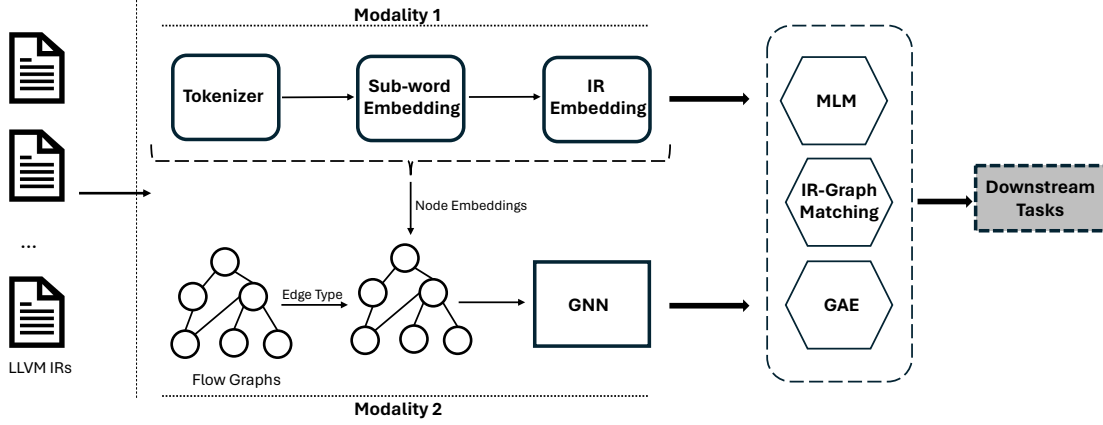 Modality 1
Tokenizer
Sub-word
Embedding
IR
Embedding
MLM
IR-Graph
Matching
GAE
Downstream
Tasks
Node Embeddings
...
Edge Type
GNN
LLVM IRs
Flow Graphs
Modality 2